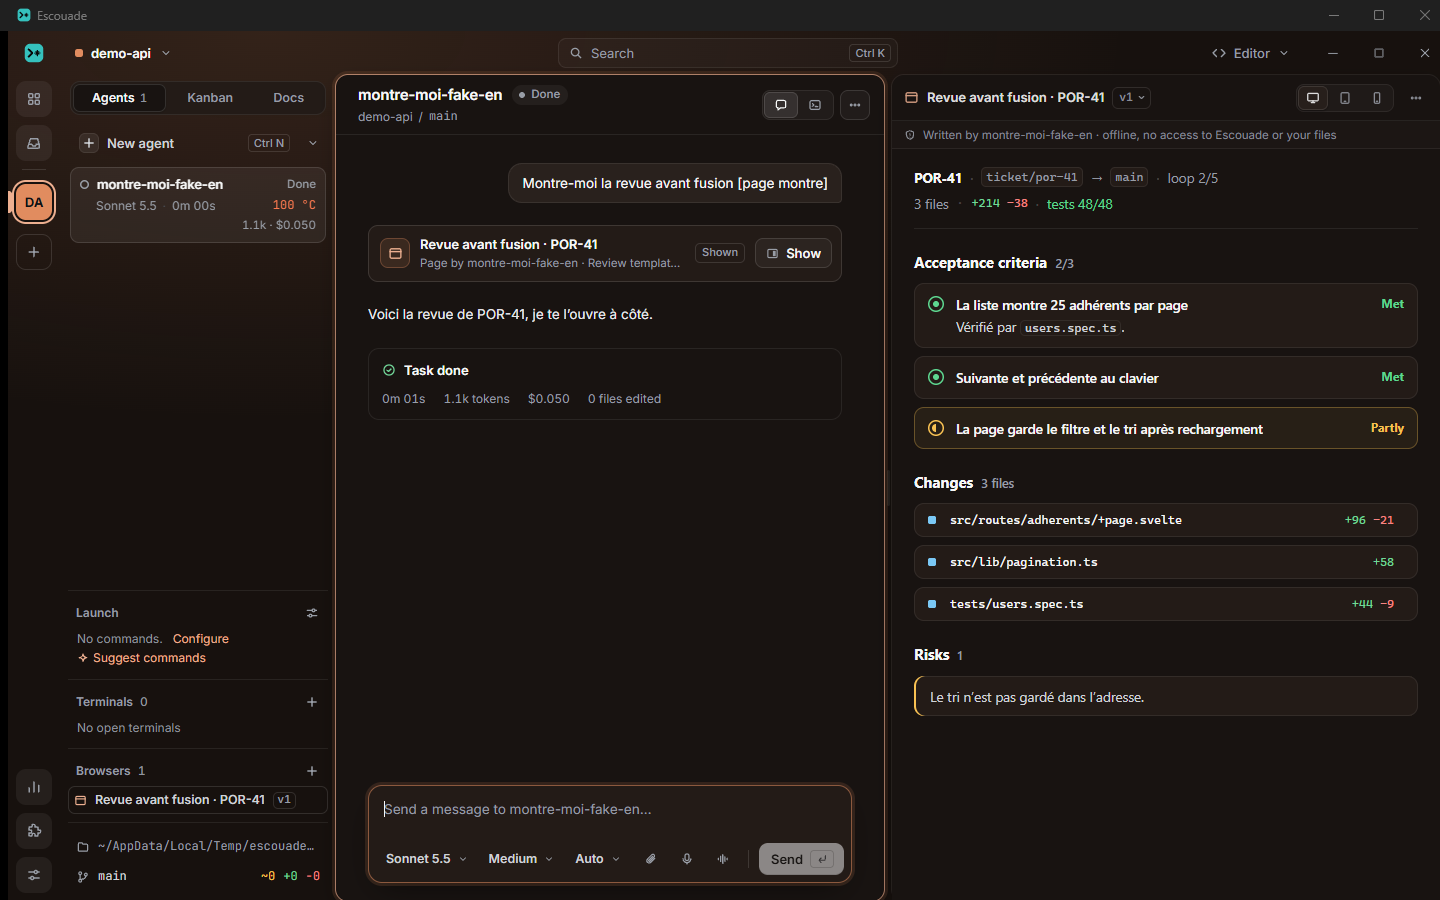 Escouade
demo-api
Search
Ctrl K
Editor
Agents 1
Kanban
Docs
New agent
Ctrl N
DA
montre-moi-fake-en
Done
Sonnet 5.5 · 0m 00s
100 °C
1.1k · $0.050
Launch
No commands. Configure
Suggest commands
Terminals 0
No open terminals
Browsers 1
Revue avant fusion · POR-41 v1
~/AppData/Local/Temp/escouade…
main
~0 +0 -0
montre-moi-fake-en
Done
demo-api / main
Montre-moi la revue avant fusion [page montre]
Revue avant fusion · POR-41
Page by montre-moi-fake-en · Review templat…
Shown
Show
Voici la revue de POR-41, je te l’ouvre à côté.
Task done
0m 01s 1.1k tokens $0.050 0 files edited
Send a message to montre-moi-fake-en…
Sonnet 5.5
Medium
Auto
Send
Revue avant fusion · POR-41 v1
Written by montre-moi-fake-en · offline, no access to Escouade or your files
POR-41 · ticket/por-41 → main · loop 2/5
3 files · +214 −38 · tests 48/48
Acceptance criteria 2/3
La liste montre 25 adhérents par page
Met
Vérifié par users.spec.ts.
Suivante et précédente au clavier
Met
La page garde le filtre et le tri après rechargement
Partly
Changes 3 files
src/routes/adherents/+page.svelte
+96 −21
src/lib/pagination.ts
+58
tests/users.spec.ts
+44 −9
Risks 1
Le tri n’est pas gardé dans l’adresse.